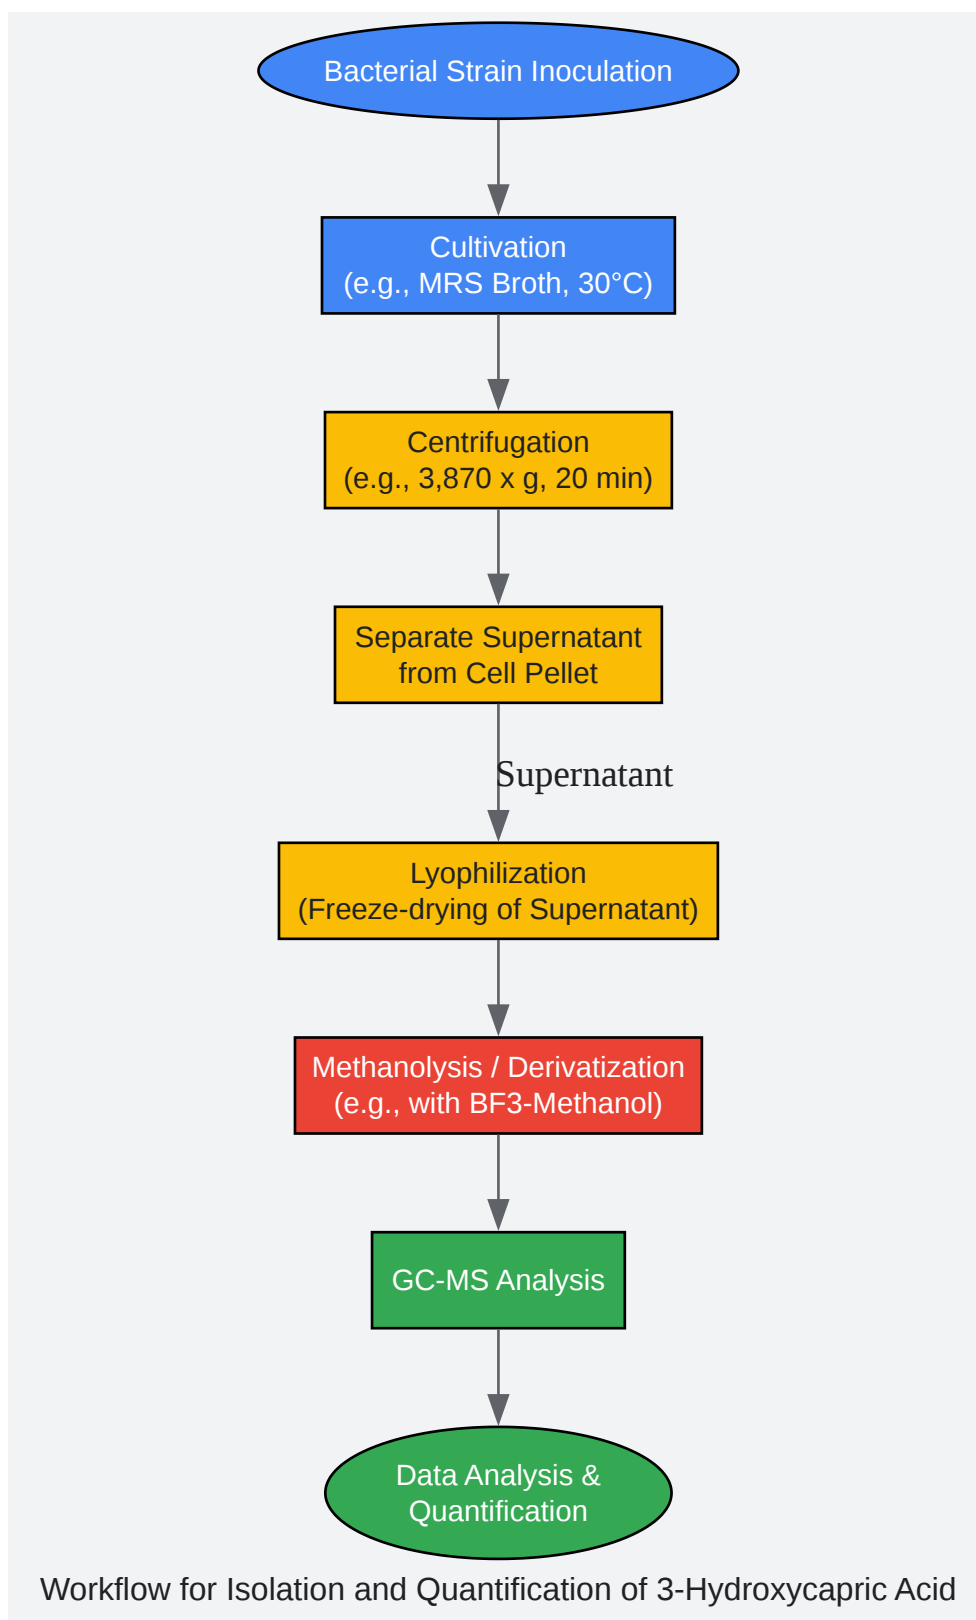 Bacterial Strain Inoculation
Cultivation
(e.g., MRS Broth, 30°C)
Centrifugation
(e.g., 3,870 x g, 20 min)
Separate Supernatant
from Cell Pellet
Supernatant
Lyophilization
(Freeze-drying of Supernatant)
Methanolysis / Derivatization
(e.g., with BF3-Methanol)
GC-MS Analysis
Data Analysis &
Quantification
Workflow for Isolation and Quantification of 3-Hydroxycapric Acid